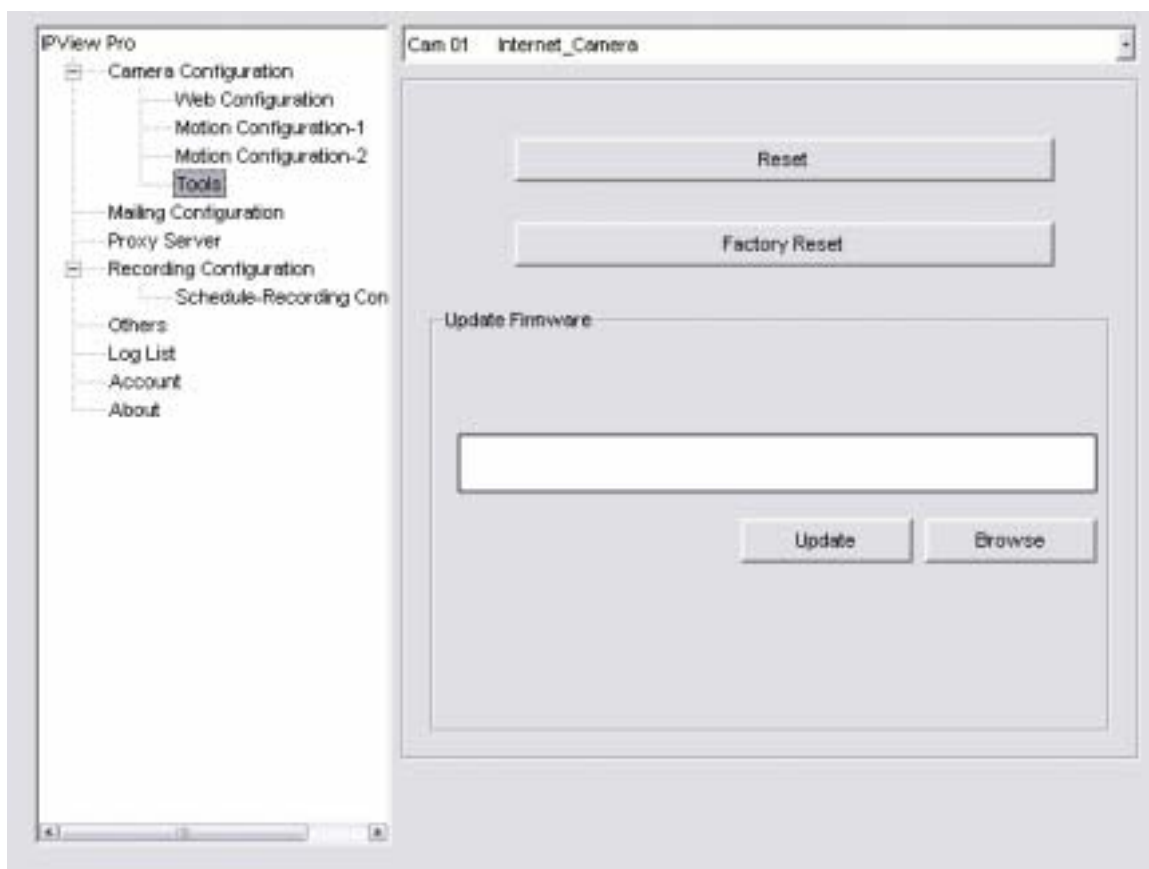 IPView Pro
Camera Configuration
Web Configuration
Motion Configuration-1
Motion Configuration-2
Tools
Mailing Configuration
Proxy Server
Recording Configuration
Schedule-Recording Con
Others
Log List
Account
About
Cam 01 Internet_Camera
Reset
Factory Reset
Update Firmware
Update Browse